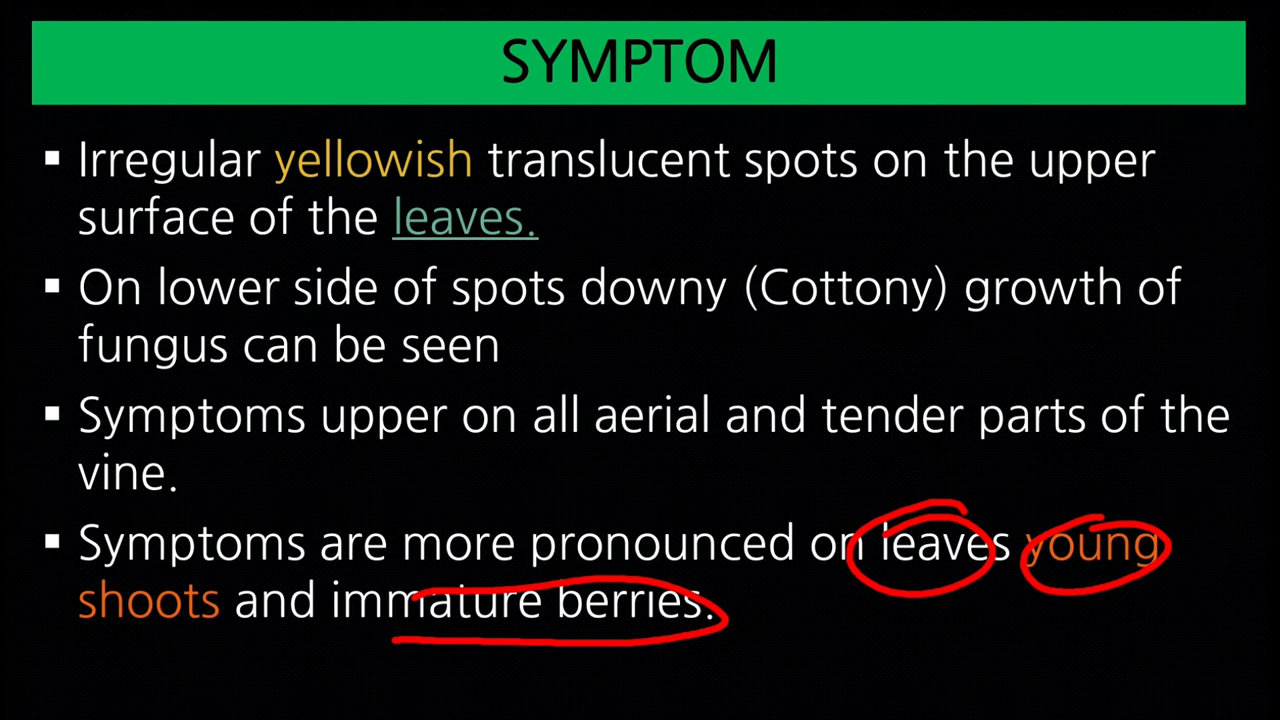 SYMPTOM
▪ Irregular yellowish translucent spots on the upper
surface of the leaves.
▪ On lower side of spots downy (Cottony) growth of
fungus can be seen
▪ Symptoms upper on all aerial and tender parts of the
vine.
▪ Symptoms are more pronounced on leaves young
shoots and immature berries.